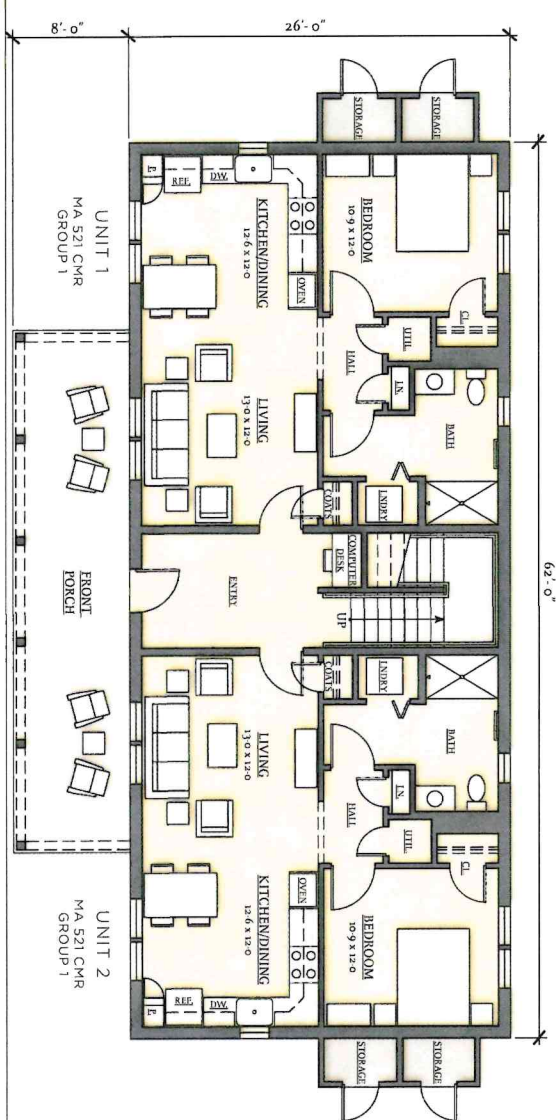 8'-0"
26'-0"
62'-0"
STORAGE
STORAGE
BEDROOM
10-9 x 12-0
CL
UTIL
HALL
LN.
BATH
LNDRY
COATS
P.
REF.
DW.
OVEN
KITCHEN/DINING
12-6 x 12-0
LIVING
13-0 x 12-0
COMPUTER
DESK
UP
ENTRY
COATS
LNDRY
BATH
LN.
HALL
UTIL
CL
BEDROOM
10-9 x 12-0
LIVING
13-0 x 12-0
KITCHEN/DINING
12-6 x 12-0
OVEN
DW.
REF.
P.
STORAGE
STORAGE
UNIT 1
MA 521 CMR
GROUP 1
FRONT
PORCH
UNIT 2
MA 521 CMR
GROUP 1